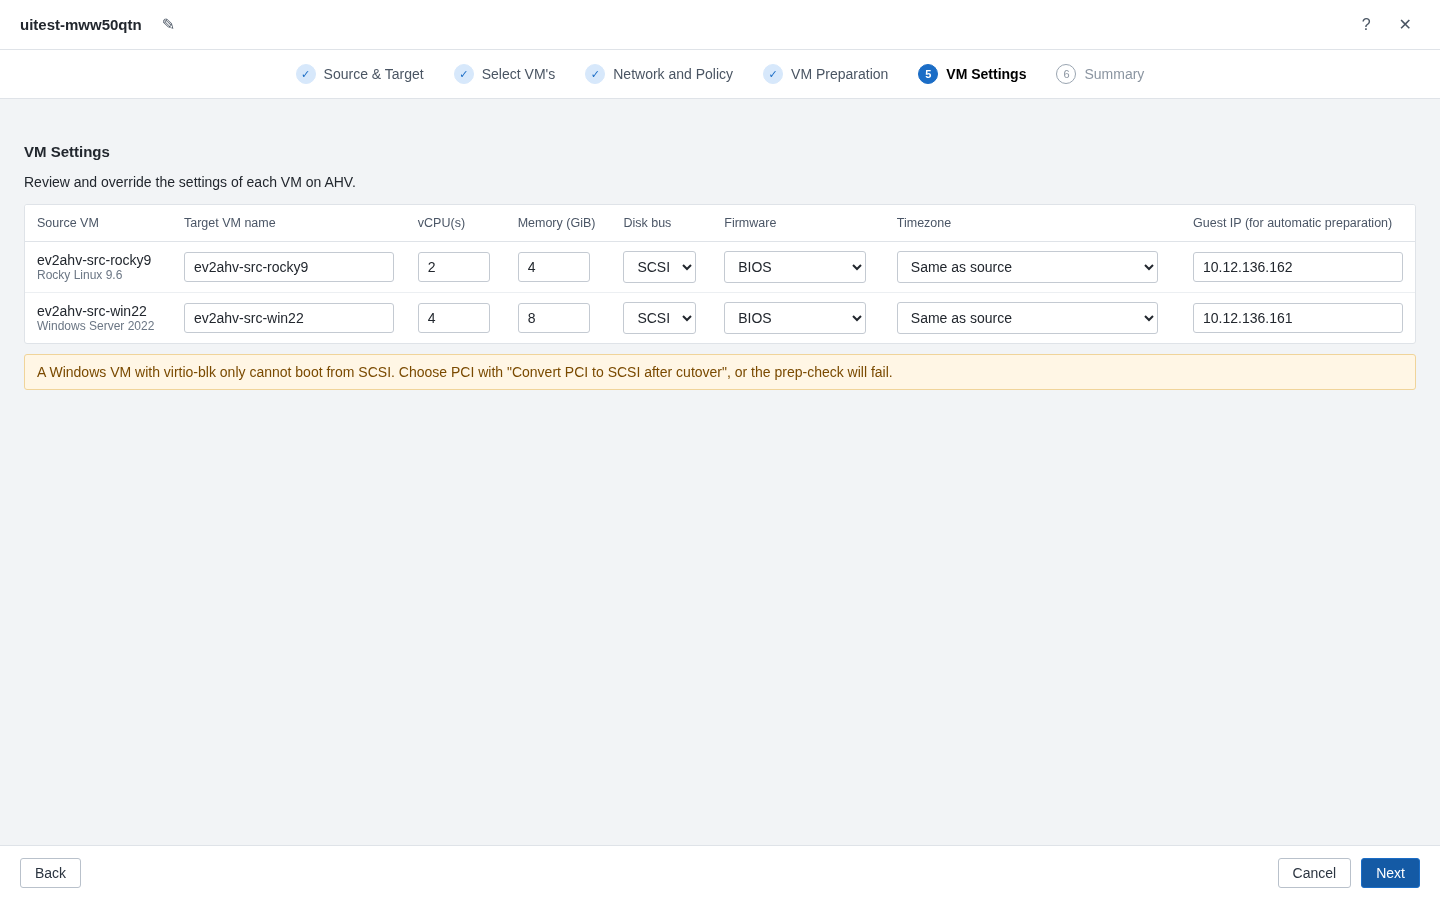 uitest-mww50qtn ✎ ? ✕
✓ Source & Target ✓ Select VM's ✓ Network and Policy ✓ VM Preparation 5 VM Settings 6 Summary
VM Settings
Review and override the settings of each VM on AHV.
Source VM Target VM name vCPU(s) Memory (GiB) Disk bus Firmware Timezone Guest IP (for automatic preparation)
ev2ahv-src-rocky9 ev2ahv-src-rocky9 2 4 SCSI BIOS Same as source 10.12.136.162
Rocky Linux 9.6
ev2ahv-src-win22 ev2ahv-src-win22 4 8 SCSI BIOS Same as source 10.12.136.161
Windows Server 2022
A Windows VM with virtio-blk only cannot boot from SCSI. Choose PCI with "Convert PCI to SCSI after cutover", or the prep-check will fail.
Back Cancel Next